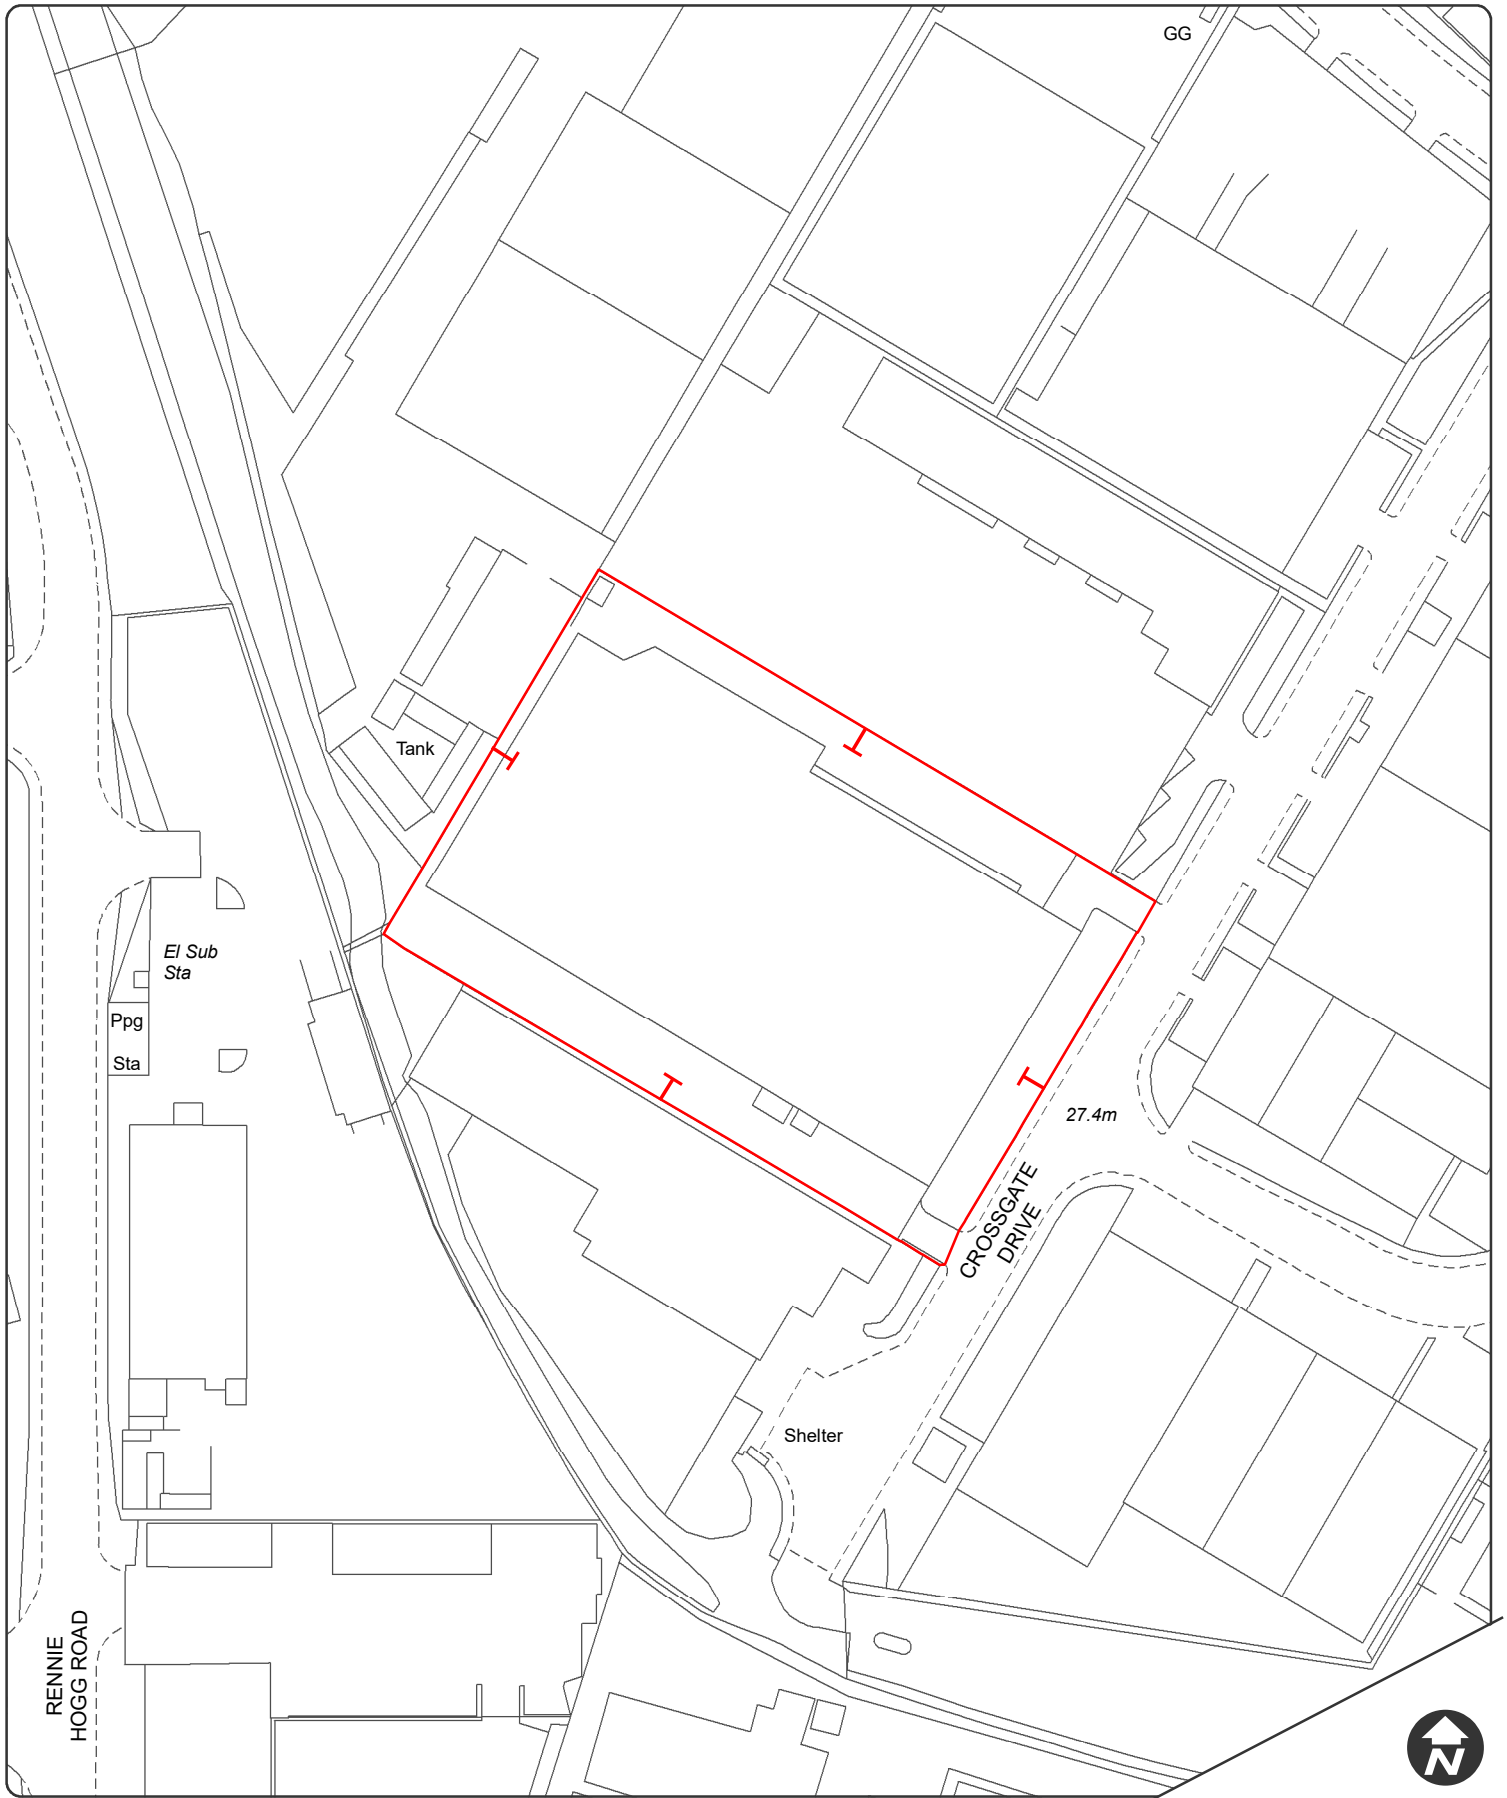 GG
Tank
El Sub
Sta
Ppg
Sta
27.4m
CROSSGATE
DRIVE
Shelter
RENNIE
HOGG ROAD
N